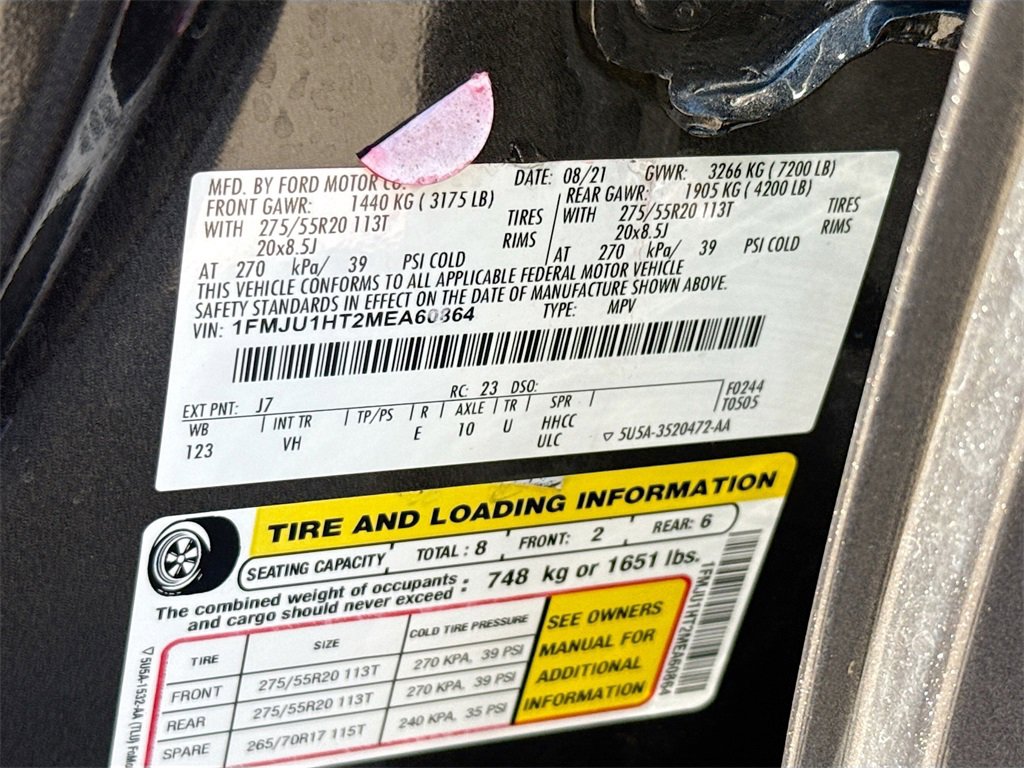 MFD. BY FORD MOTOR CO. DATE: 08/21 GVWR: 3266 KG (7200 LB)
FRONT GAWR: 1440 KG ( 3175 LB) REAR GAWR: 1905 KG ( 4200 LB)
WITH 275/55R20 113T TIRES WITH 275/55R20 113T TIRES
20x8.5J RIMS 20x8.5J RIMS
AT 270 kPa/ 39 PSI COLD AT 270 kPa/ 39 PSI COLD
THIS VEHICLE CONFORMS TO ALL APPLICABLE FEDERAL MOTOR VEHICLE
SAFETY STANDARDS IN EFFECT ON THE DATE OF MANUFACTURE SHOWN ABOVE.
VIN: 1FMJU1HT2MEA60864 TYPE: MPV
EXT PNT: J7 RC: 23 DSO: F0244
WB INT TR TP/PS R AXLE TR SPR T0505
123 VH E 10 U HHCC
ULC 5U5A-3520472-AA
TIRE AND LOADING INFORMATION
SEATING CAPACITY TOTAL : 8 FRONT: 2 REAR: 6
The combined weight of occupants
and cargo should never exceed : 748 kg or 1651 lbs.
TIRE SIZE COLD TIRE PRESSURE
FRONT 275/55R20 113T 270 KPA, 39 PSI
REAR 275/55R20 113T 270 KPA, 39 PSI
SPARE 265/70R17 115T 240 KPA, 35 PSI
SEE OWNERS
MANUAL FOR
ADDITIONAL
INFORMATION
1FMJU1HT2MEA60864
5U5A-1532-AA (TLU)